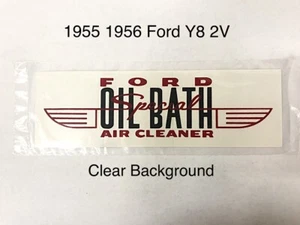 1955 1956 Ford Y8 2V
FORD
Special
OIL BATH
AIR CLEANER
Clear Background